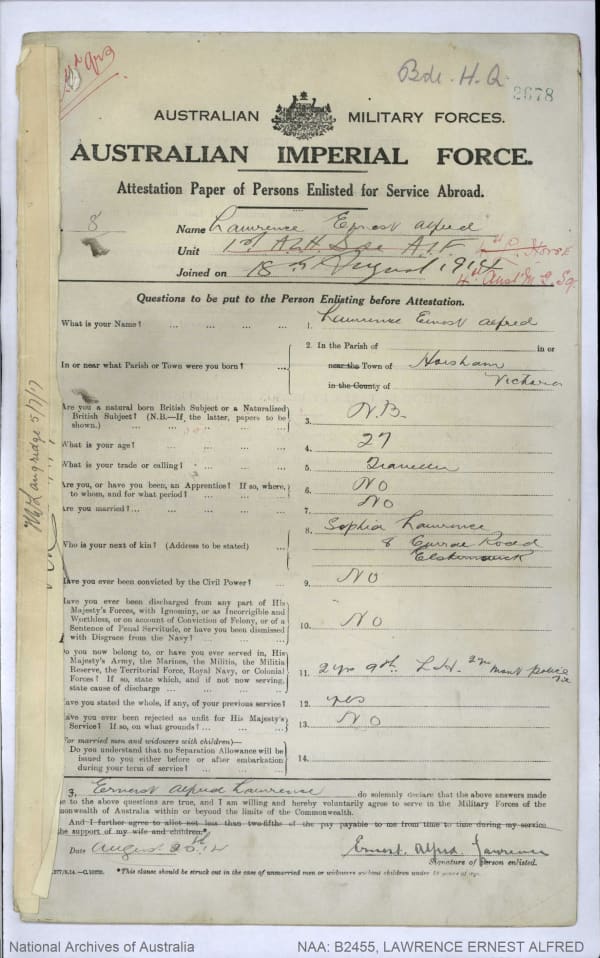 Bde. H. Q.
2678
AUSTRALIAN MILITARY FORCES.
AUSTRALIAN IMPERIAL FORCE.
Attestation Paper of Persons Enlisted for Service Abroad.
8
Name Lawrence Ernest Alfred
Unit 1st A.L.H. Bde A.I.F.
Joined on 18th August 1914
4th Aust M. G. Sq.
Questions to be put to the Person Enlisting before Attestation.
What is your Name? ... ... ... ... 1. Lawrence Ernest Alfred
2. In the Parish of in or
In or near what Parish or Town were you born? ... near the Town of Horsham
in the County of Victoria
Are you a natural born British Subject or a Naturalized
British Subject? (N.B.—If the latter, papers to be
shown.) ... ... ... ... 3. N.B.
What is your age? ... ... ... ... 4. 27
What is your trade or calling? ... ... ... 5. Traveller
Are you, or have you been, an Apprentice? If so, where,
to whom, and for what period? ... ... 6. No
Are you married?... ... ... ... 7. No
Who is your next of kin? (Address to be stated) ... 8. Sophia Lawrence
8 Road
Elsternwick
Have you ever been convicted by the Civil Power? ... 9. No
Have you ever been discharged from any part of His
Majesty's Forces, with Ignominy, or as Incorrigible and
Worthless, or on account of Conviction of Felony, or of a
Sentence of Penal Servitude, or have you been dismissed
with Disgrace from the Navy? ... ... 10. No
Do you now belong to, or have you ever served in, His
Majesty's Army, the Marines, the Militia, the Militia
Reserve, the Territorial Force, Royal Navy, or Colonial
Forces? If so, state which, and if not now serving,
state cause of discharge ... ... ... 11. 2 yrs 9th L.H. 2 yrs Mount Police
Have you stated the whole, if any, of your previous service? 12. yes
Have you ever been rejected as unfit for His Majesty's
Service? If so, on what grounds? ... ... 13. No
(For married men and widowers with children)—
Do you understand that no Separation Allowance will be
issued to you either before or after embarkation
during your term of service? ... ... 14.
3. Ernest Alfred Lawrence do solemnly declare that the above answers made
me to the above questions are true, and I am willing and hereby voluntarily agree to serve in the Military Forces of the
monwealth of Australia within or beyond the limits of the Commonwealth.
And I further agree to allot not less than two-fifths of the pay payable to me from time to time during my service
the support of my wife and children.*
Date August 20th 14 Ernest Alfred Lawrence
Signature of person enlisted.
*This clause should be struck out in the case of unmarried men or widowers without children under 18 years of age.
Langridge 5/7/17
National Archives of Australia NAA: B2455, LAWRENCE ERNEST ALFRED